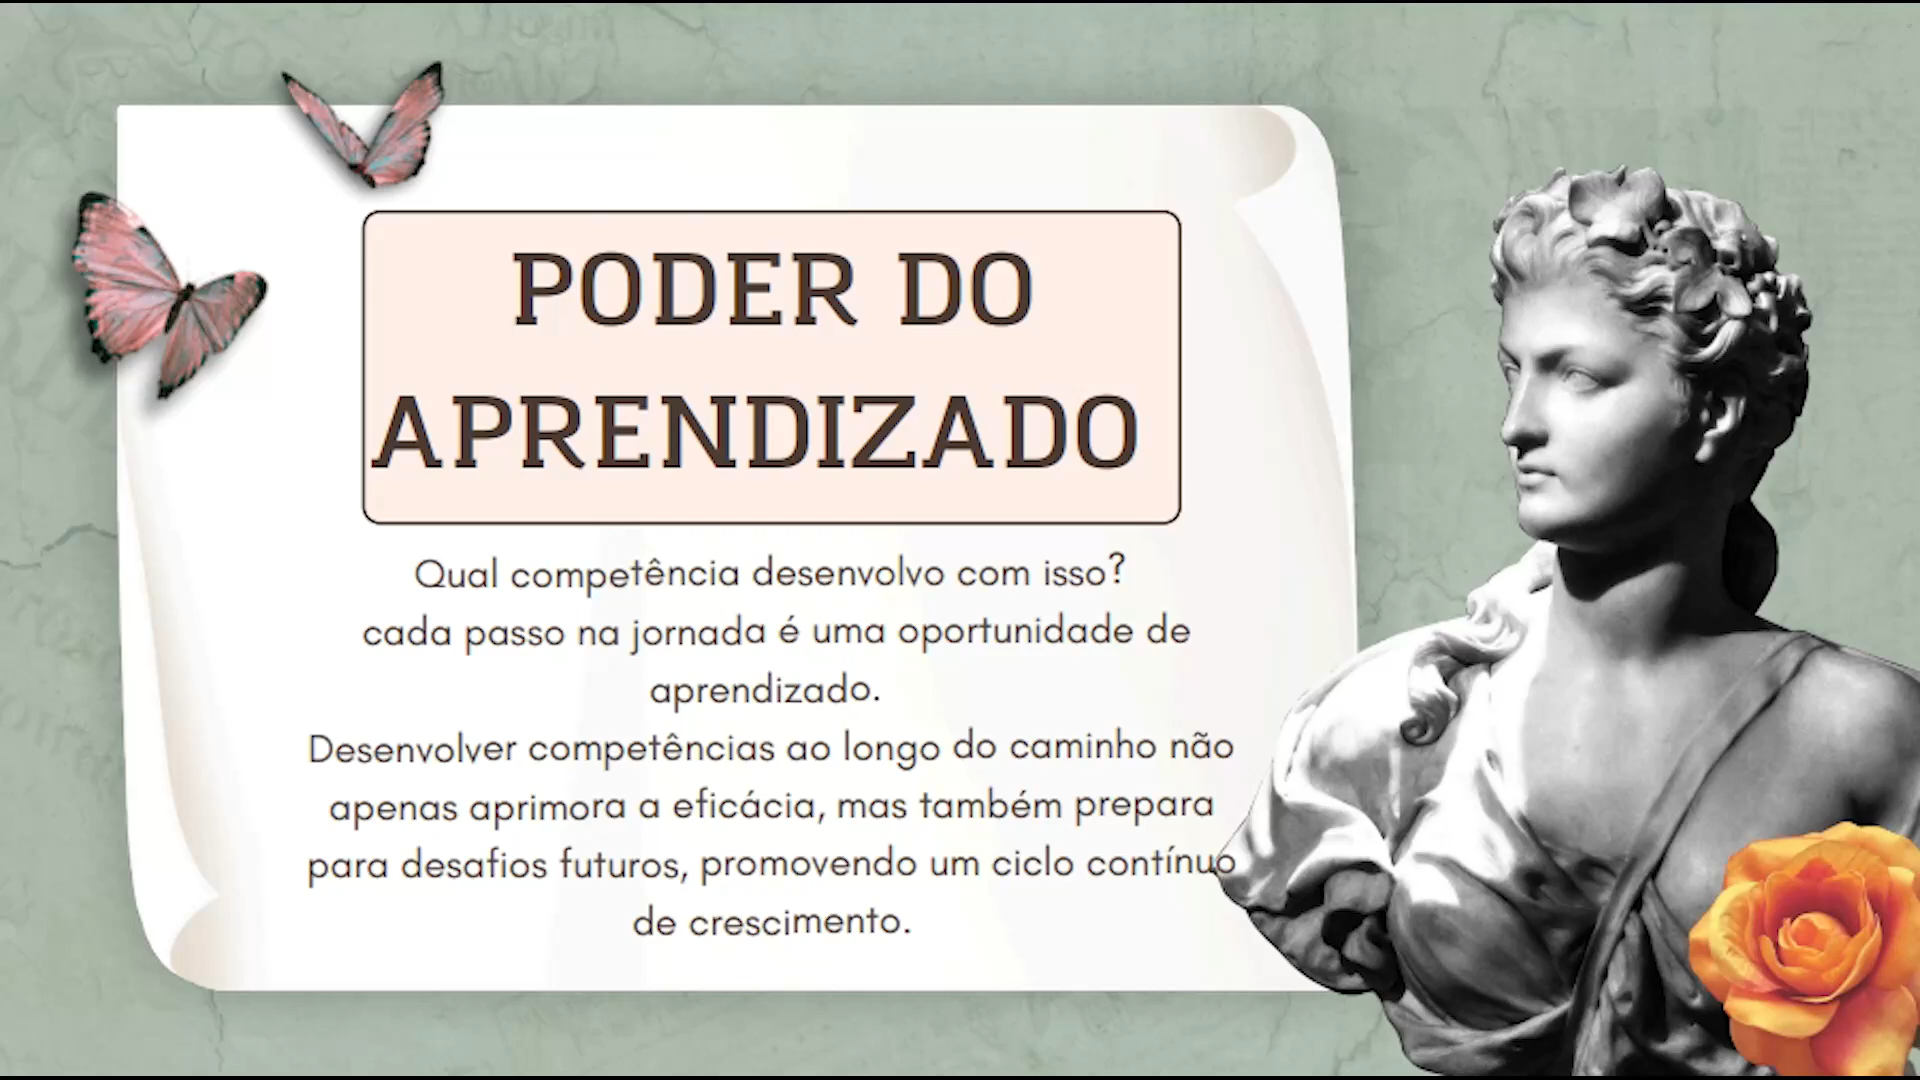 PODER DO
APRENDIZADO
Qual competência desenvolvo com isso?
cada passo na jornada é uma oportunidade de
aprendizado.
Desenvolver competências ao longo do caminho não
apenas aprimora a eficácia, mas também prepara
para desafios futuros, promovendo um ciclo contínuo
de crescimento.